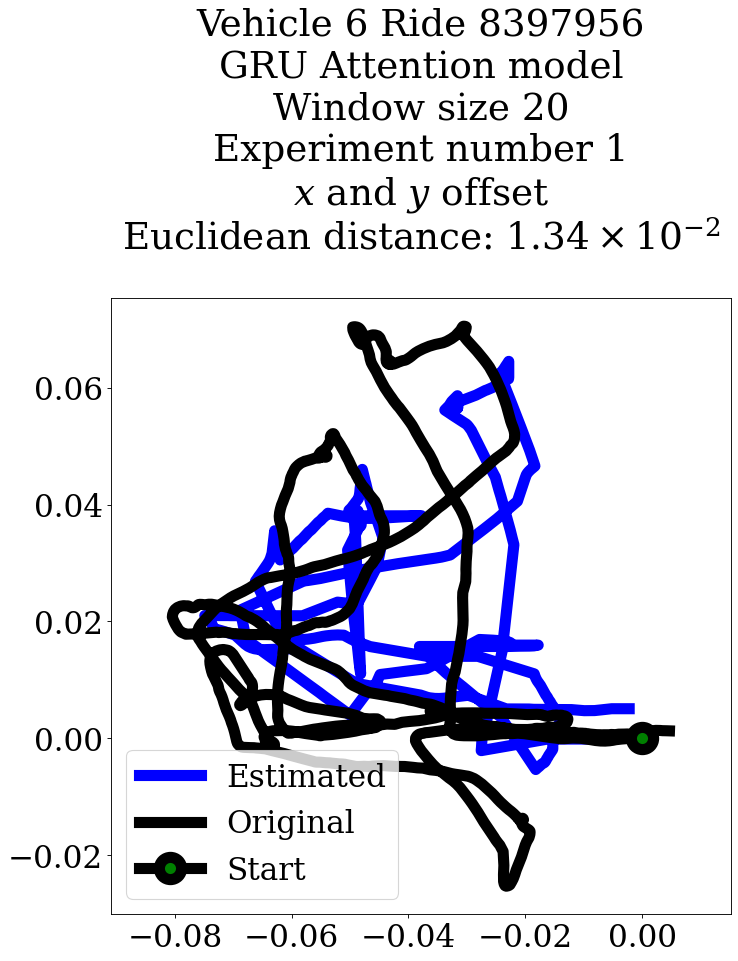 Vehicle 6 Ride 8397956
GRU Attention model
Window size 20
Experiment number 1
x and y offset
Euclidean distance: 1.34 × 10⁻²
0.06
0.04
0.02
0.00
−0.02
Estimated
Original
Start
−0.08 −0.06 −0.04 −0.02 0.00